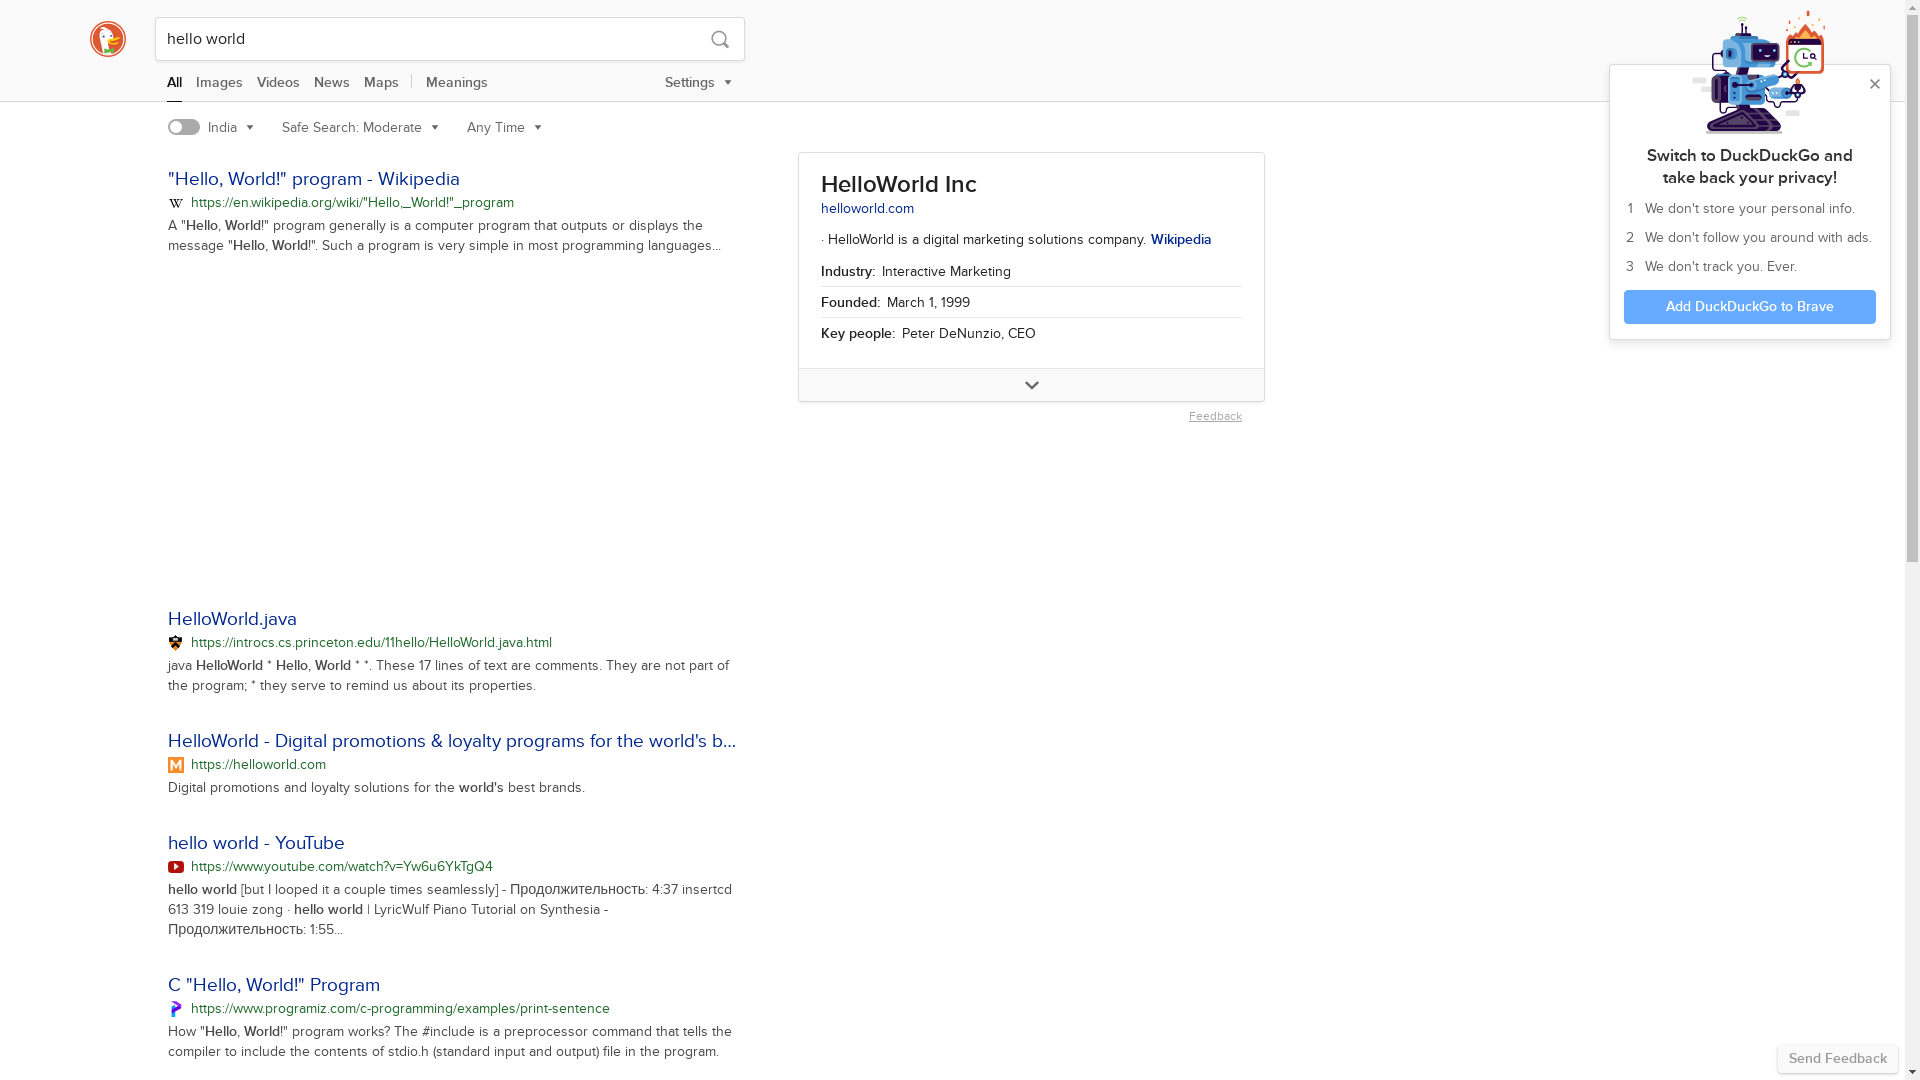 hello world
All Images Videos News Maps Meanings Settings
India Safe Search: Moderate Any Time
"Hello, World!" program - Wikipedia
https://en.wikipedia.org/wiki/"Hello,_World!"_program
A "Hello, World!" program generally is a computer program that outputs or displays the
message "Hello, World!". Such a program is very simple in most programming languages...
HelloWorld.java
https://introcs.cs.princeton.edu/11hello/HelloWorld.java.html
java HelloWorld * Hello, World * *. These 17 lines of text are comments. They are not part of
the program; * they serve to remind us about its properties.
HelloWorld - Digital promotions & loyalty programs for the world's b...
https://helloworld.com
Digital promotions and loyalty solutions for the world's best brands.
hello world - YouTube
https://www.youtube.com/watch?v=Yw6u6YkTgQ4
hello world [but I looped it a couple times seamlessly] - Продолжительность: 4:37 insertcd
613 319 louie zong · hello world | LyricWulf Piano Tutorial on Synthesia -
Продолжительность: 1:55...
C "Hello, World!" Program
https://www.programiz.com/c-programming/examples/print-sentence
How "Hello, World!" program works? The #include is a preprocessor command that tells the
compiler to include the contents of stdio.h (standard input and output) file in the program.
HelloWorld Inc
helloworld.com
· HelloWorld is a digital marketing solutions company. Wikipedia
Industry: Interactive Marketing
Founded: March 1, 1999
Key people: Peter DeNunzio, CEO
Feedback
Switch to DuckDuckGo and
take back your privacy!
1 We don't store your personal info.
2 We don't follow you around with ads.
3 We don't track you. Ever.
Add DuckDuckGo to Brave
Send Feedback